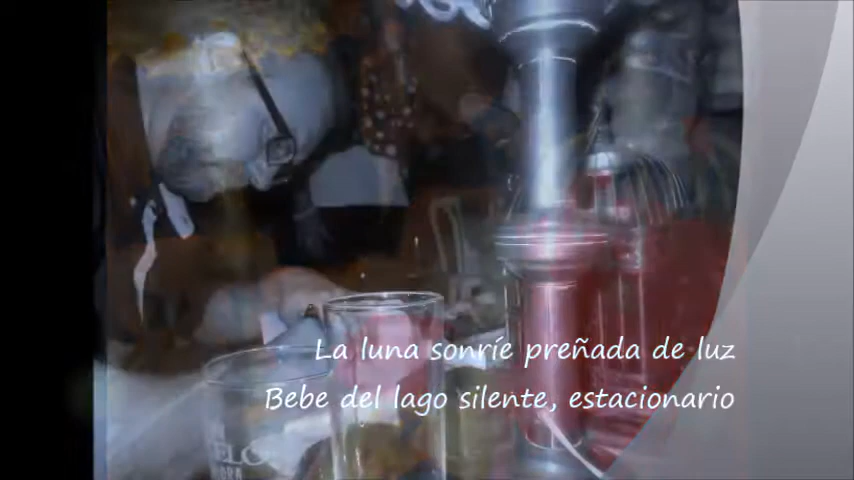 La luna sonríe preñada de luz
Bebe del lago silente, estacionario